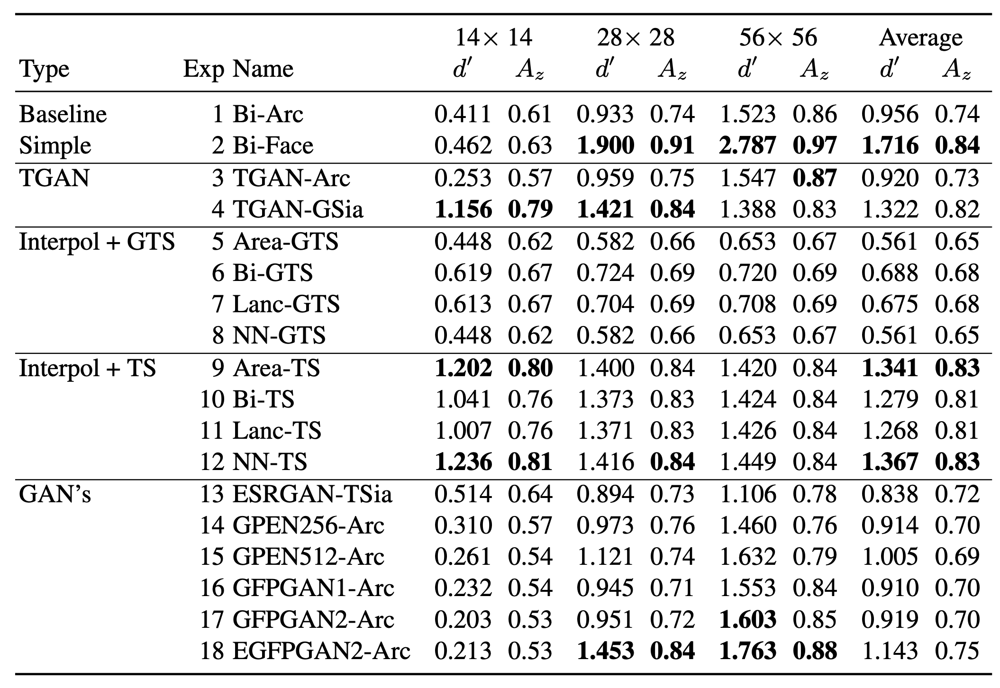 14× 14 28× 28 56× 56 Average
Type Exp Name d′ A_z d′ A_z d′ A_z d′ A_z
Baseline 1 Bi-Arc 0.411 0.61 0.933 0.74 1.523 0.86 0.956 0.74
Simple 2 Bi-Face 0.462 0.63 1.900 0.91 2.787 0.97 1.716 0.84
TGAN 3 TGAN-Arc 0.253 0.57 0.959 0.75 1.547 0.87 0.920 0.73
4 TGAN-GSia 1.156 0.79 1.421 0.84 1.388 0.83 1.322 0.82
Interpol + GTS 5 Area-GTS 0.448 0.62 0.582 0.66 0.653 0.67 0.561 0.65
6 Bi-GTS 0.619 0.67 0.724 0.69 0.720 0.69 0.688 0.68
7 Lanc-GTS 0.613 0.67 0.704 0.69 0.708 0.69 0.675 0.68
8 NN-GTS 0.448 0.62 0.582 0.66 0.653 0.67 0.561 0.65
Interpol + TS 9 Area-TS 1.202 0.80 1.400 0.84 1.420 0.84 1.341 0.83
10 Bi-TS 1.041 0.76 1.373 0.83 1.424 0.84 1.279 0.81
11 Lanc-TS 1.007 0.76 1.371 0.83 1.426 0.84 1.268 0.81
12 NN-TS 1.236 0.81 1.416 0.84 1.449 0.84 1.367 0.83
GAN’s 13 ESRGAN-TSia 0.514 0.64 0.894 0.73 1.106 0.78 0.838 0.72
14 GPEN256-Arc 0.310 0.57 0.973 0.76 1.460 0.76 0.914 0.70
15 GPEN512-Arc 0.261 0.54 1.121 0.74 1.632 0.79 1.005 0.69
16 GFPGAN1-Arc 0.232 0.54 0.945 0.71 1.553 0.84 0.910 0.70
17 GFPGAN2-Arc 0.203 0.53 0.951 0.72 1.603 0.85 0.919 0.70
18 EGFPGAN2-Arc 0.213 0.53 1.453 0.84 1.763 0.88 1.143 0.75